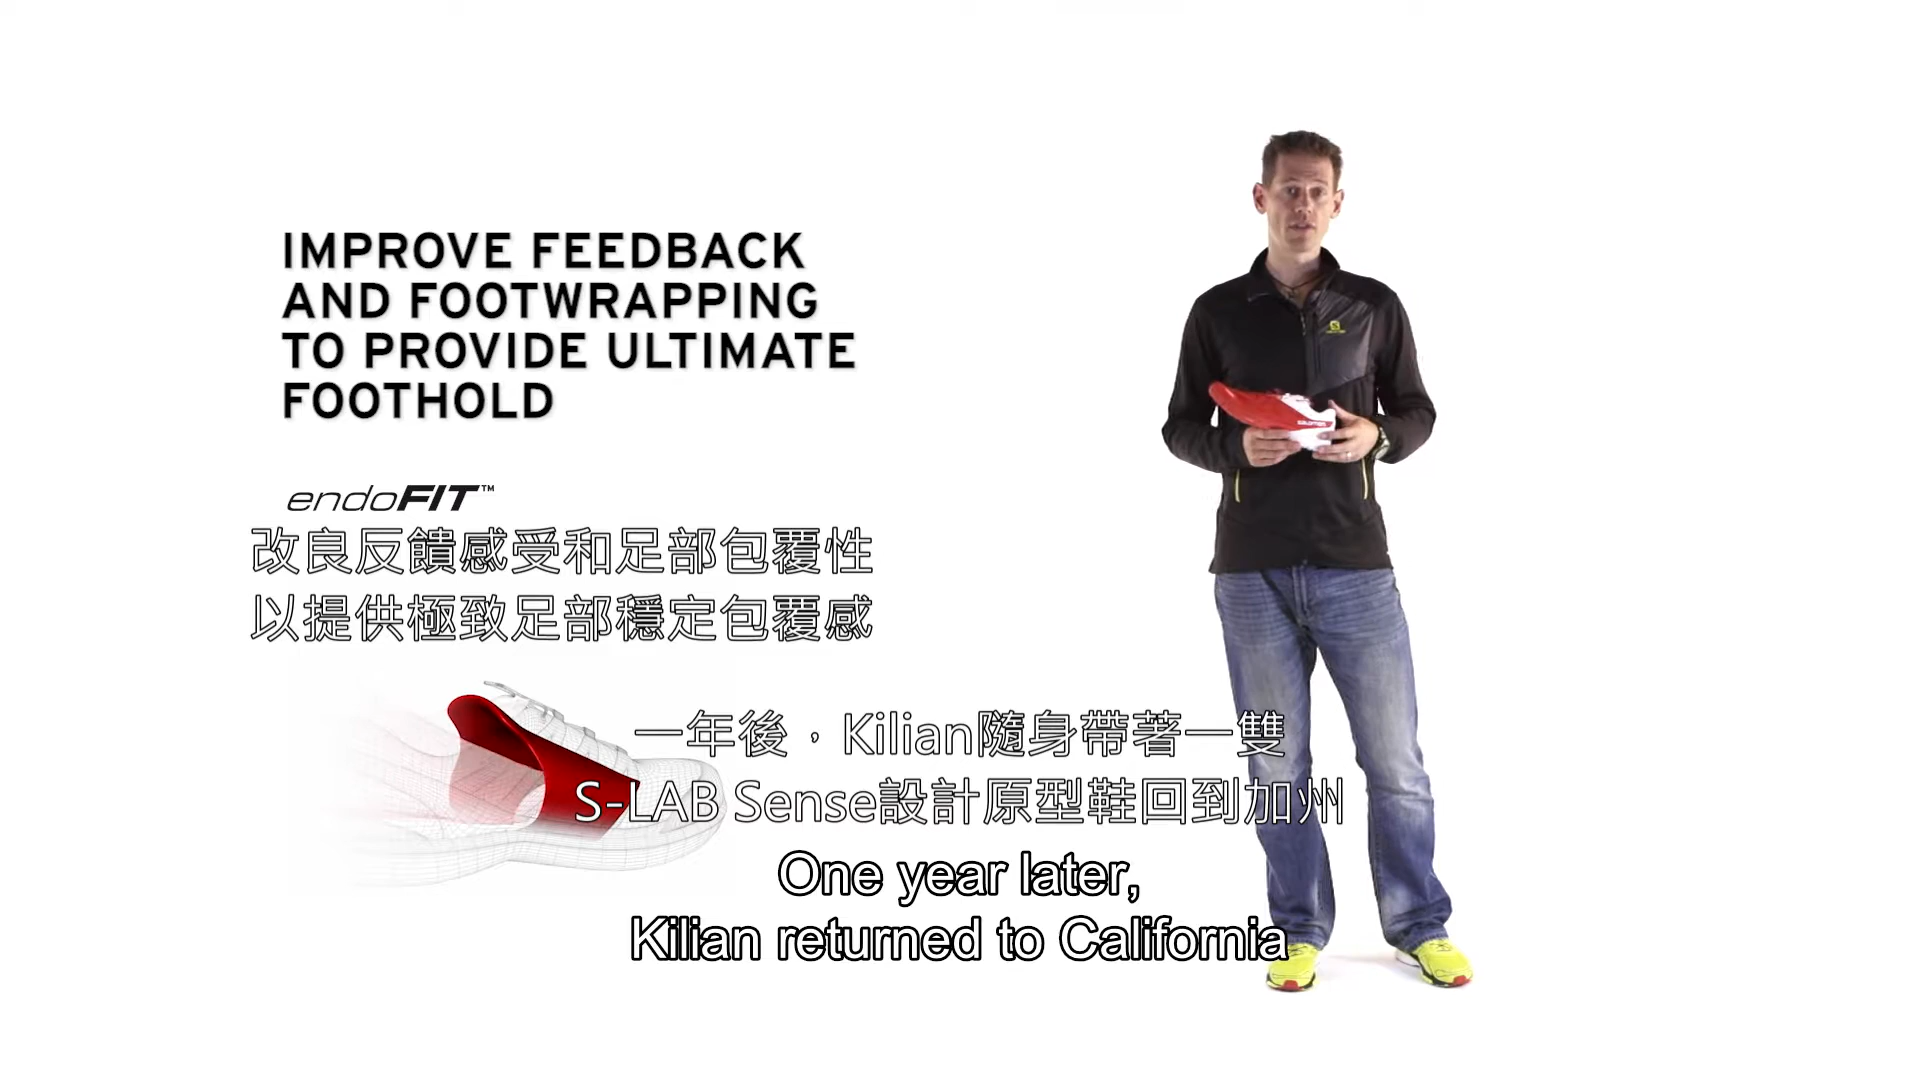 IMPROVE FEEDBACK
AND FOOTWRAPPING
TO PROVIDE ULTIMATE
FOOTHOLD
endoFIT™
改良反饋感受和足部包覆性
以提供極致足部穩定包覆感
SALOMON
一年後，Kilian隨身帶著一雙
S-LAB Sense設計原型鞋回到加州
One year later,
Kilian returned to California